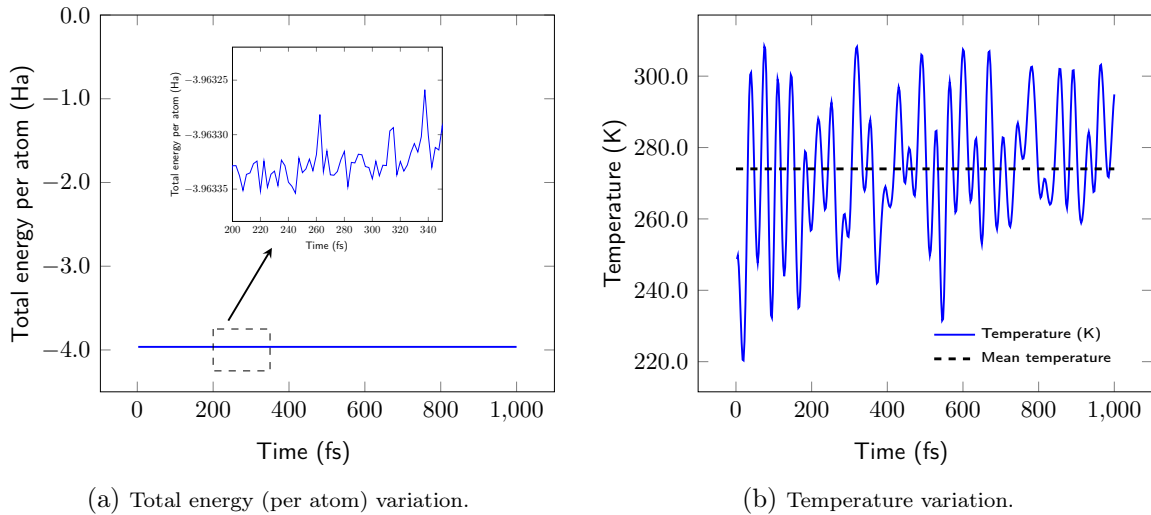 0.0
−1.0
−2.0
−3.0
−4.0
Total energy per atom (Ha)
0 200 400 600 800 1,000
Time (fs)
−3.96325
−3.96330
−3.96335
Total energy per atom (Ha)
200 220 240 260 280 300 320 340
Time (fs)
(a) Total energy (per atom) variation.
300.0
280.0
260.0
240.0
220.0
Temperature (K)
Temperature (K)
Mean temperature
0 200 400 600 800 1,000
Time (fs)
(b) Temperature variation.